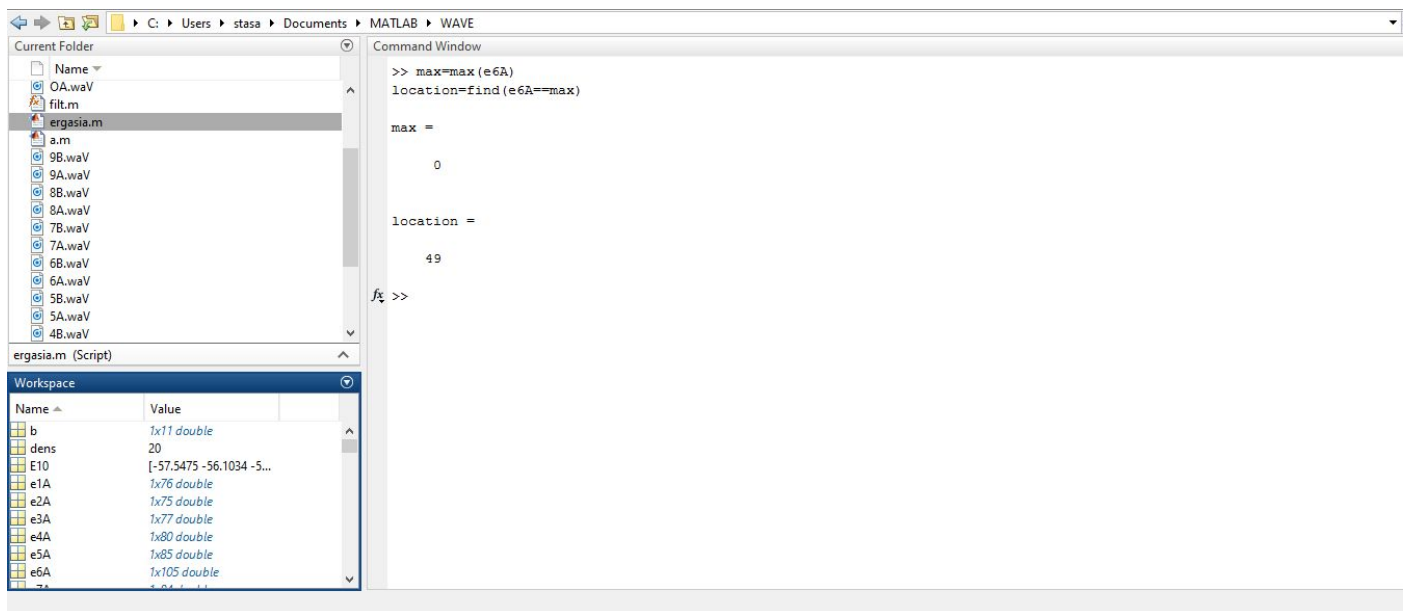 C: Users stasa Documents MATLAB WAVE
Current Folder
Name
OA.waV
filt.m
ergasia.m
a.m
9B.waV
9A.waV
8B.waV
8A.waV
7B.waV
7A.waV
6B.waV
6A.waV
5B.waV
5A.waV
4B.waV
ergasia.m (Script)
Workspace
Name Value
b 1x11 double
dens 20
E10 [-57.5475 -56.1034 -5...
e1A 1x76 double
e2A 1x75 double
e3A 1x77 double
e4A 1x80 double
e5A 1x85 double
e6A 1x105 double
Command Window
>> max=max(e6A)
location=find(e6A==max)
max =
0
location =
49
fx >>